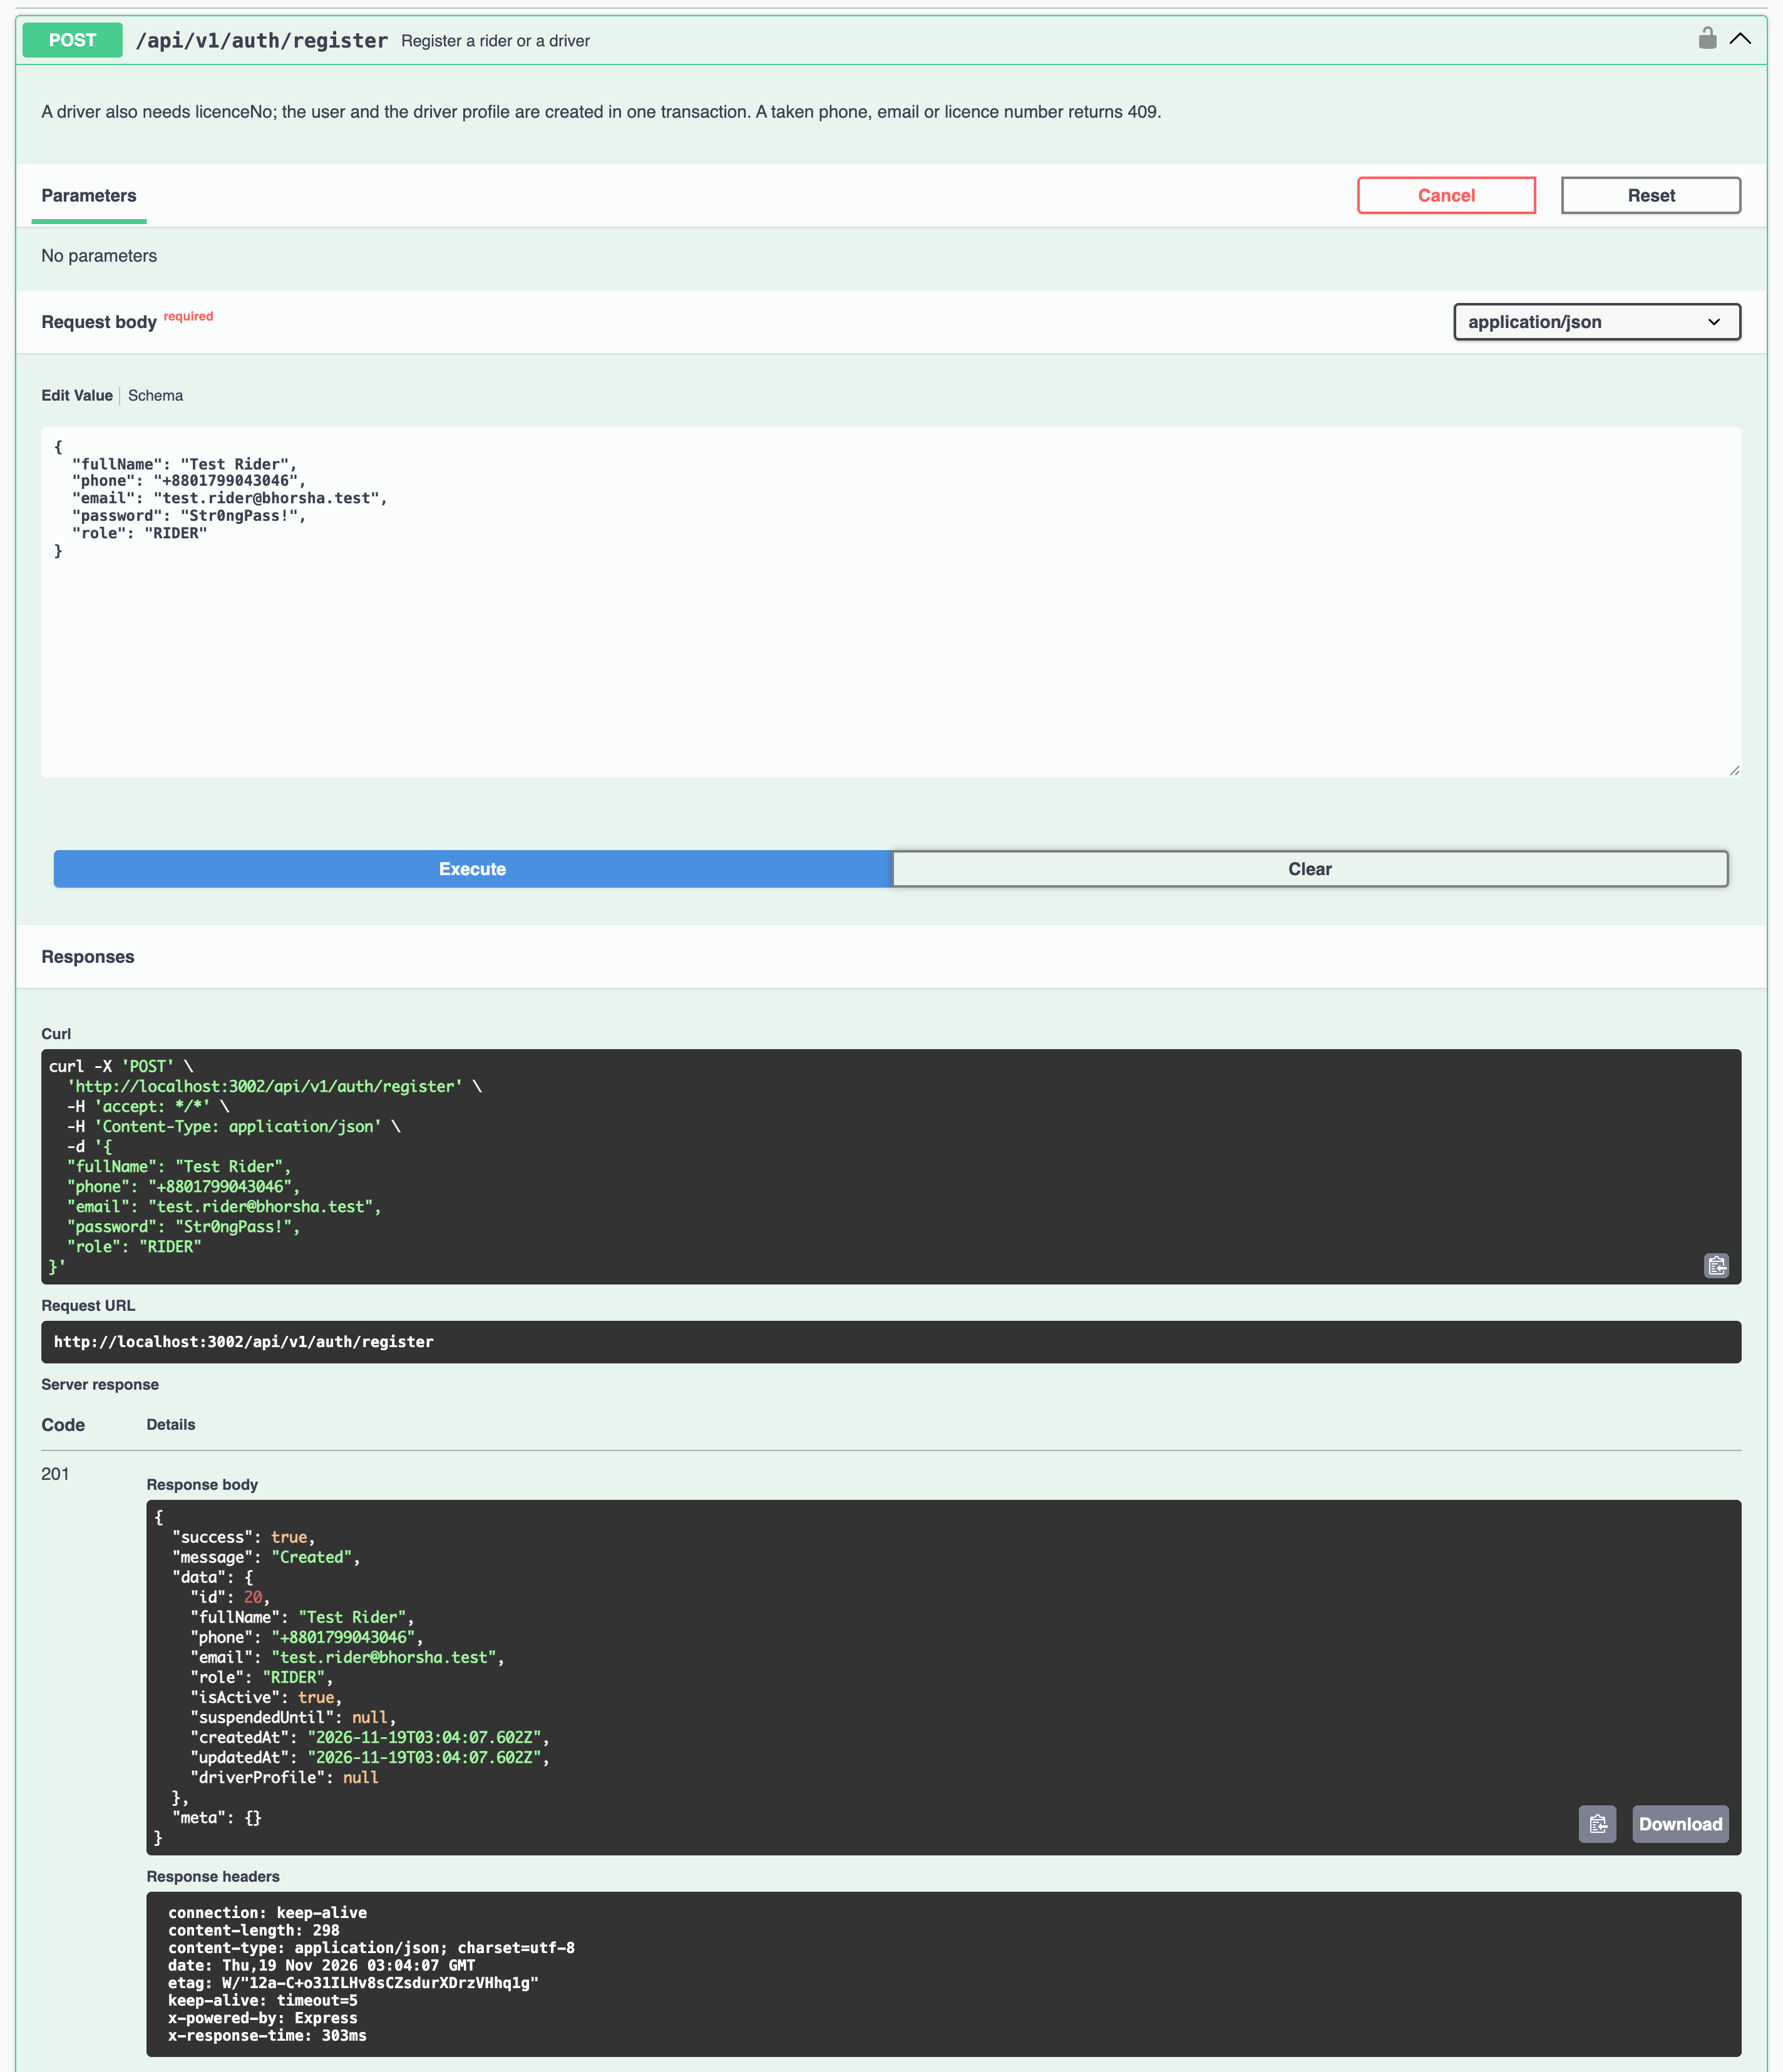 POST /api/v1/auth/register Register a rider or a driver
A driver also needs licenceNo; the user and the driver profile are created in one transaction. A taken phone, email or licence number returns 409.
Parameters Cancel Reset
No parameters
Request body required application/json
Edit Value Schema
{
"fullName": "Test Rider",
"phone": "+8801799043046",
"email": "test.rider@bhorsha.test",
"password": "Str0ngPass!",
"role": "RIDER"
}
Execute Clear
Responses
Curl
curl -X 'POST' \
'http://localhost:3002/api/v1/auth/register' \
-H 'accept: */*' \
-H 'Content-Type: application/json' \
-d '{
"fullName": "Test Rider",
"phone": "+8801799043046",
"email": "test.rider@bhorsha.test",
"password": "Str0ngPass!",
"role": "RIDER"
}'
Request URL
http://localhost:3002/api/v1/auth/register
Server response
Code Details
201
Response body
{
"success": true,
"message": "Created",
"data": {
"id": 20,
"fullName": "Test Rider",
"phone": "+8801799043046",
"email": "test.rider@bhorsha.test",
"role": "RIDER",
"isActive": true,
"suspendedUntil": null,
"createdAt": "2026-11-19T03:04:07.602Z",
"updatedAt": "2026-11-19T03:04:07.602Z",
"driverProfile": null
},
"meta": {}
}
Download
Response headers
connection: keep-alive
content-length: 298
content-type: application/json; charset=utf-8
date: Thu,19 Nov 2026 03:04:07 GMT
etag: W/"12a-C+o31ILHv8sCZsdurXDrzVHhq1g"
keep-alive: timeout=5
x-powered-by: Express
x-response-time: 303ms